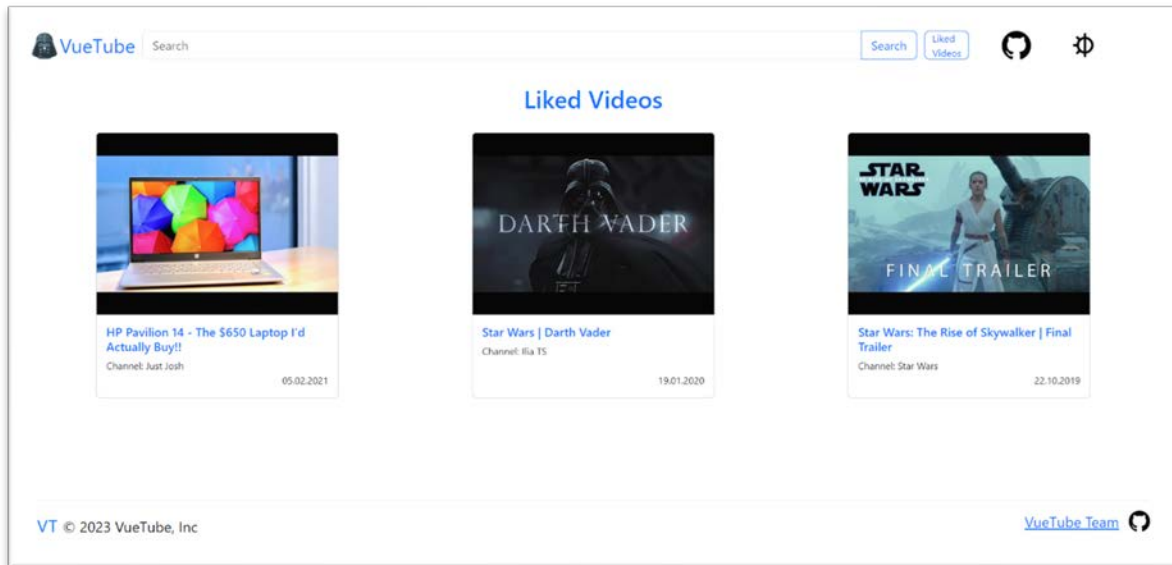 VueTube Search Search Liked Videos
Liked Videos
DARTH VADER
STAR WARS
FINAL TRAILER
HP Pavilion 14 - The $650 Laptop I'd
Actually Buy!!
Channel: Just Josh
05.02.2021
Star Wars | Darth Vader
Channel: Ilia TS
19.01.2020
Star Wars: The Rise of Skywalker | Final
Trailer
Channel: Star Wars
22.10.2019
VT © 2023 VueTube, Inc
VueTube Team